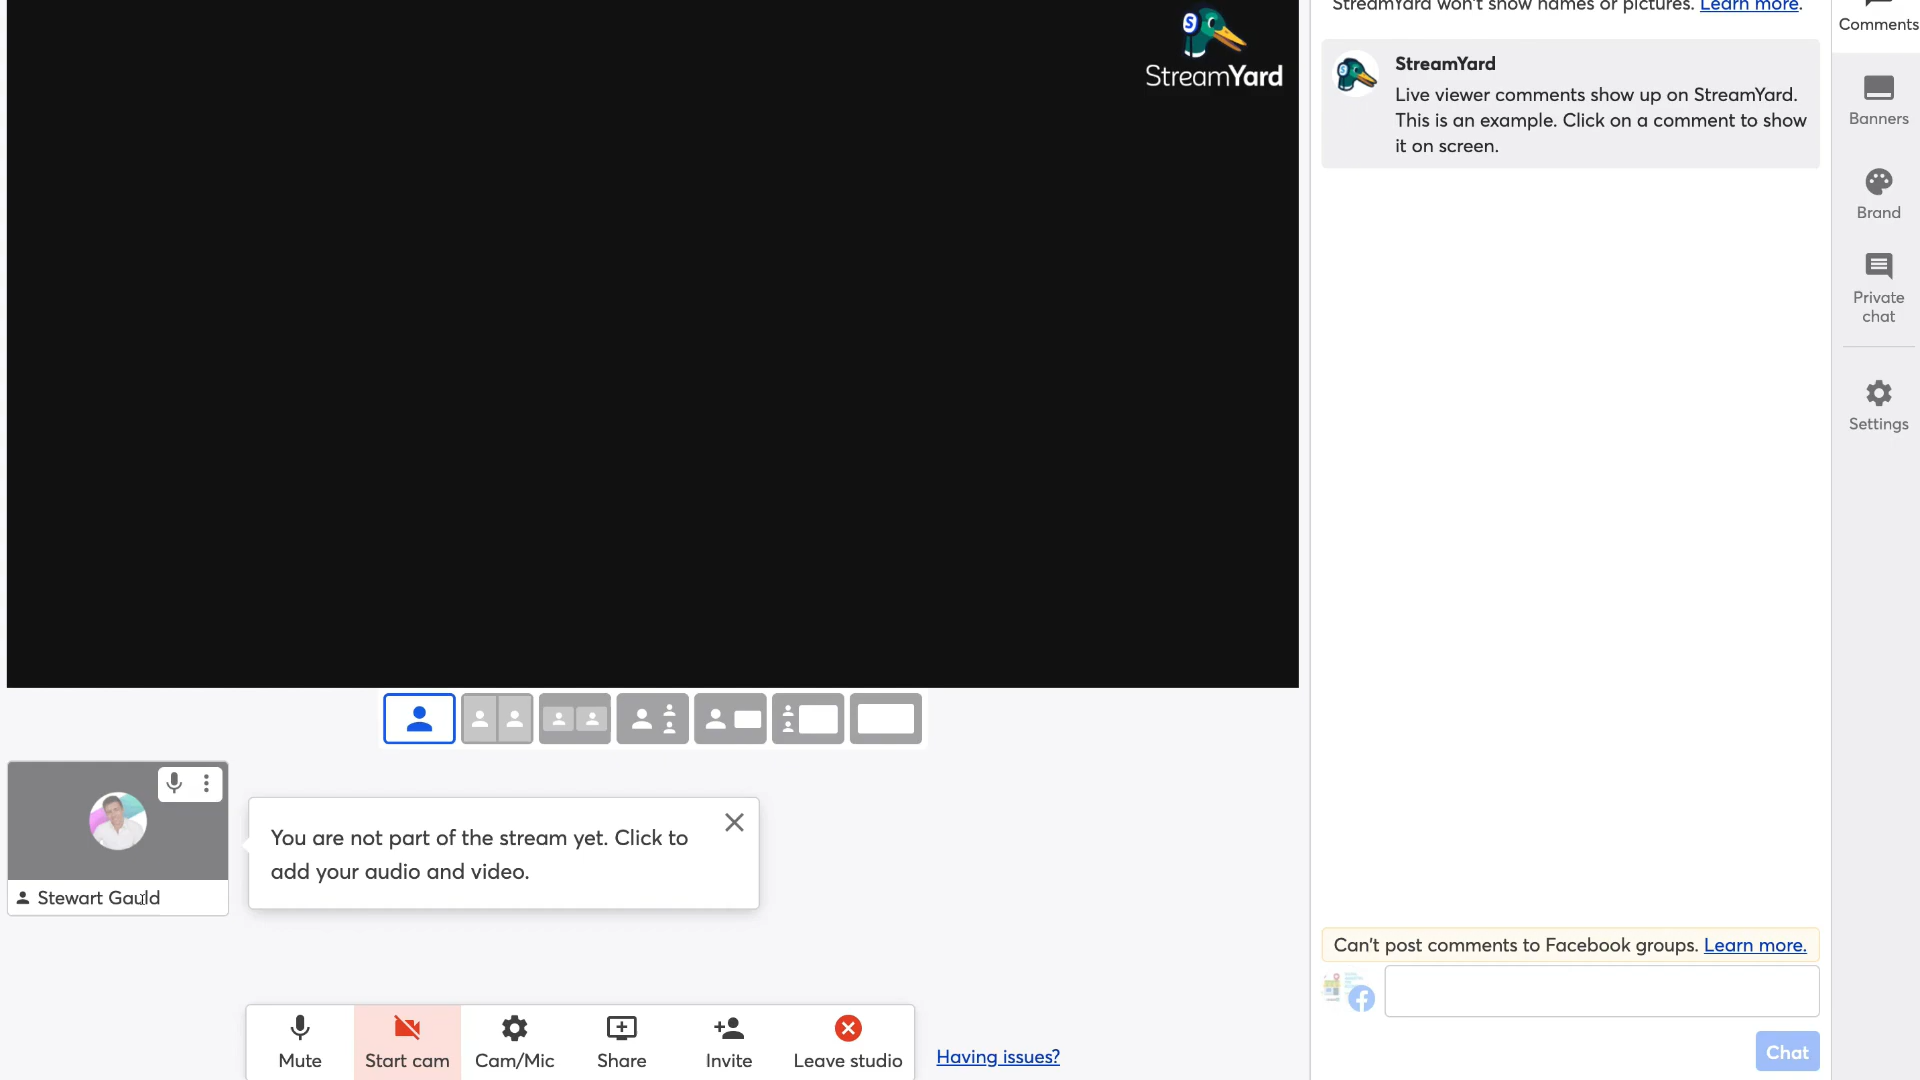 StreamYard won't show names or pictures. Learn more.
Comments
StreamYard
StreamYard
Live viewer comments show up on StreamYard.
This is an example. Click on a comment to show
it on screen.
Banners
Brand
Private
chat
Settings
You are not part of the stream yet. Click to
add your audio and video.
Stewart Gauld
Can't post comments to Facebook groups. Learn more.
Mute
Start cam
Cam/Mic
Share
Invite
Leave studio
Having issues?
Chat